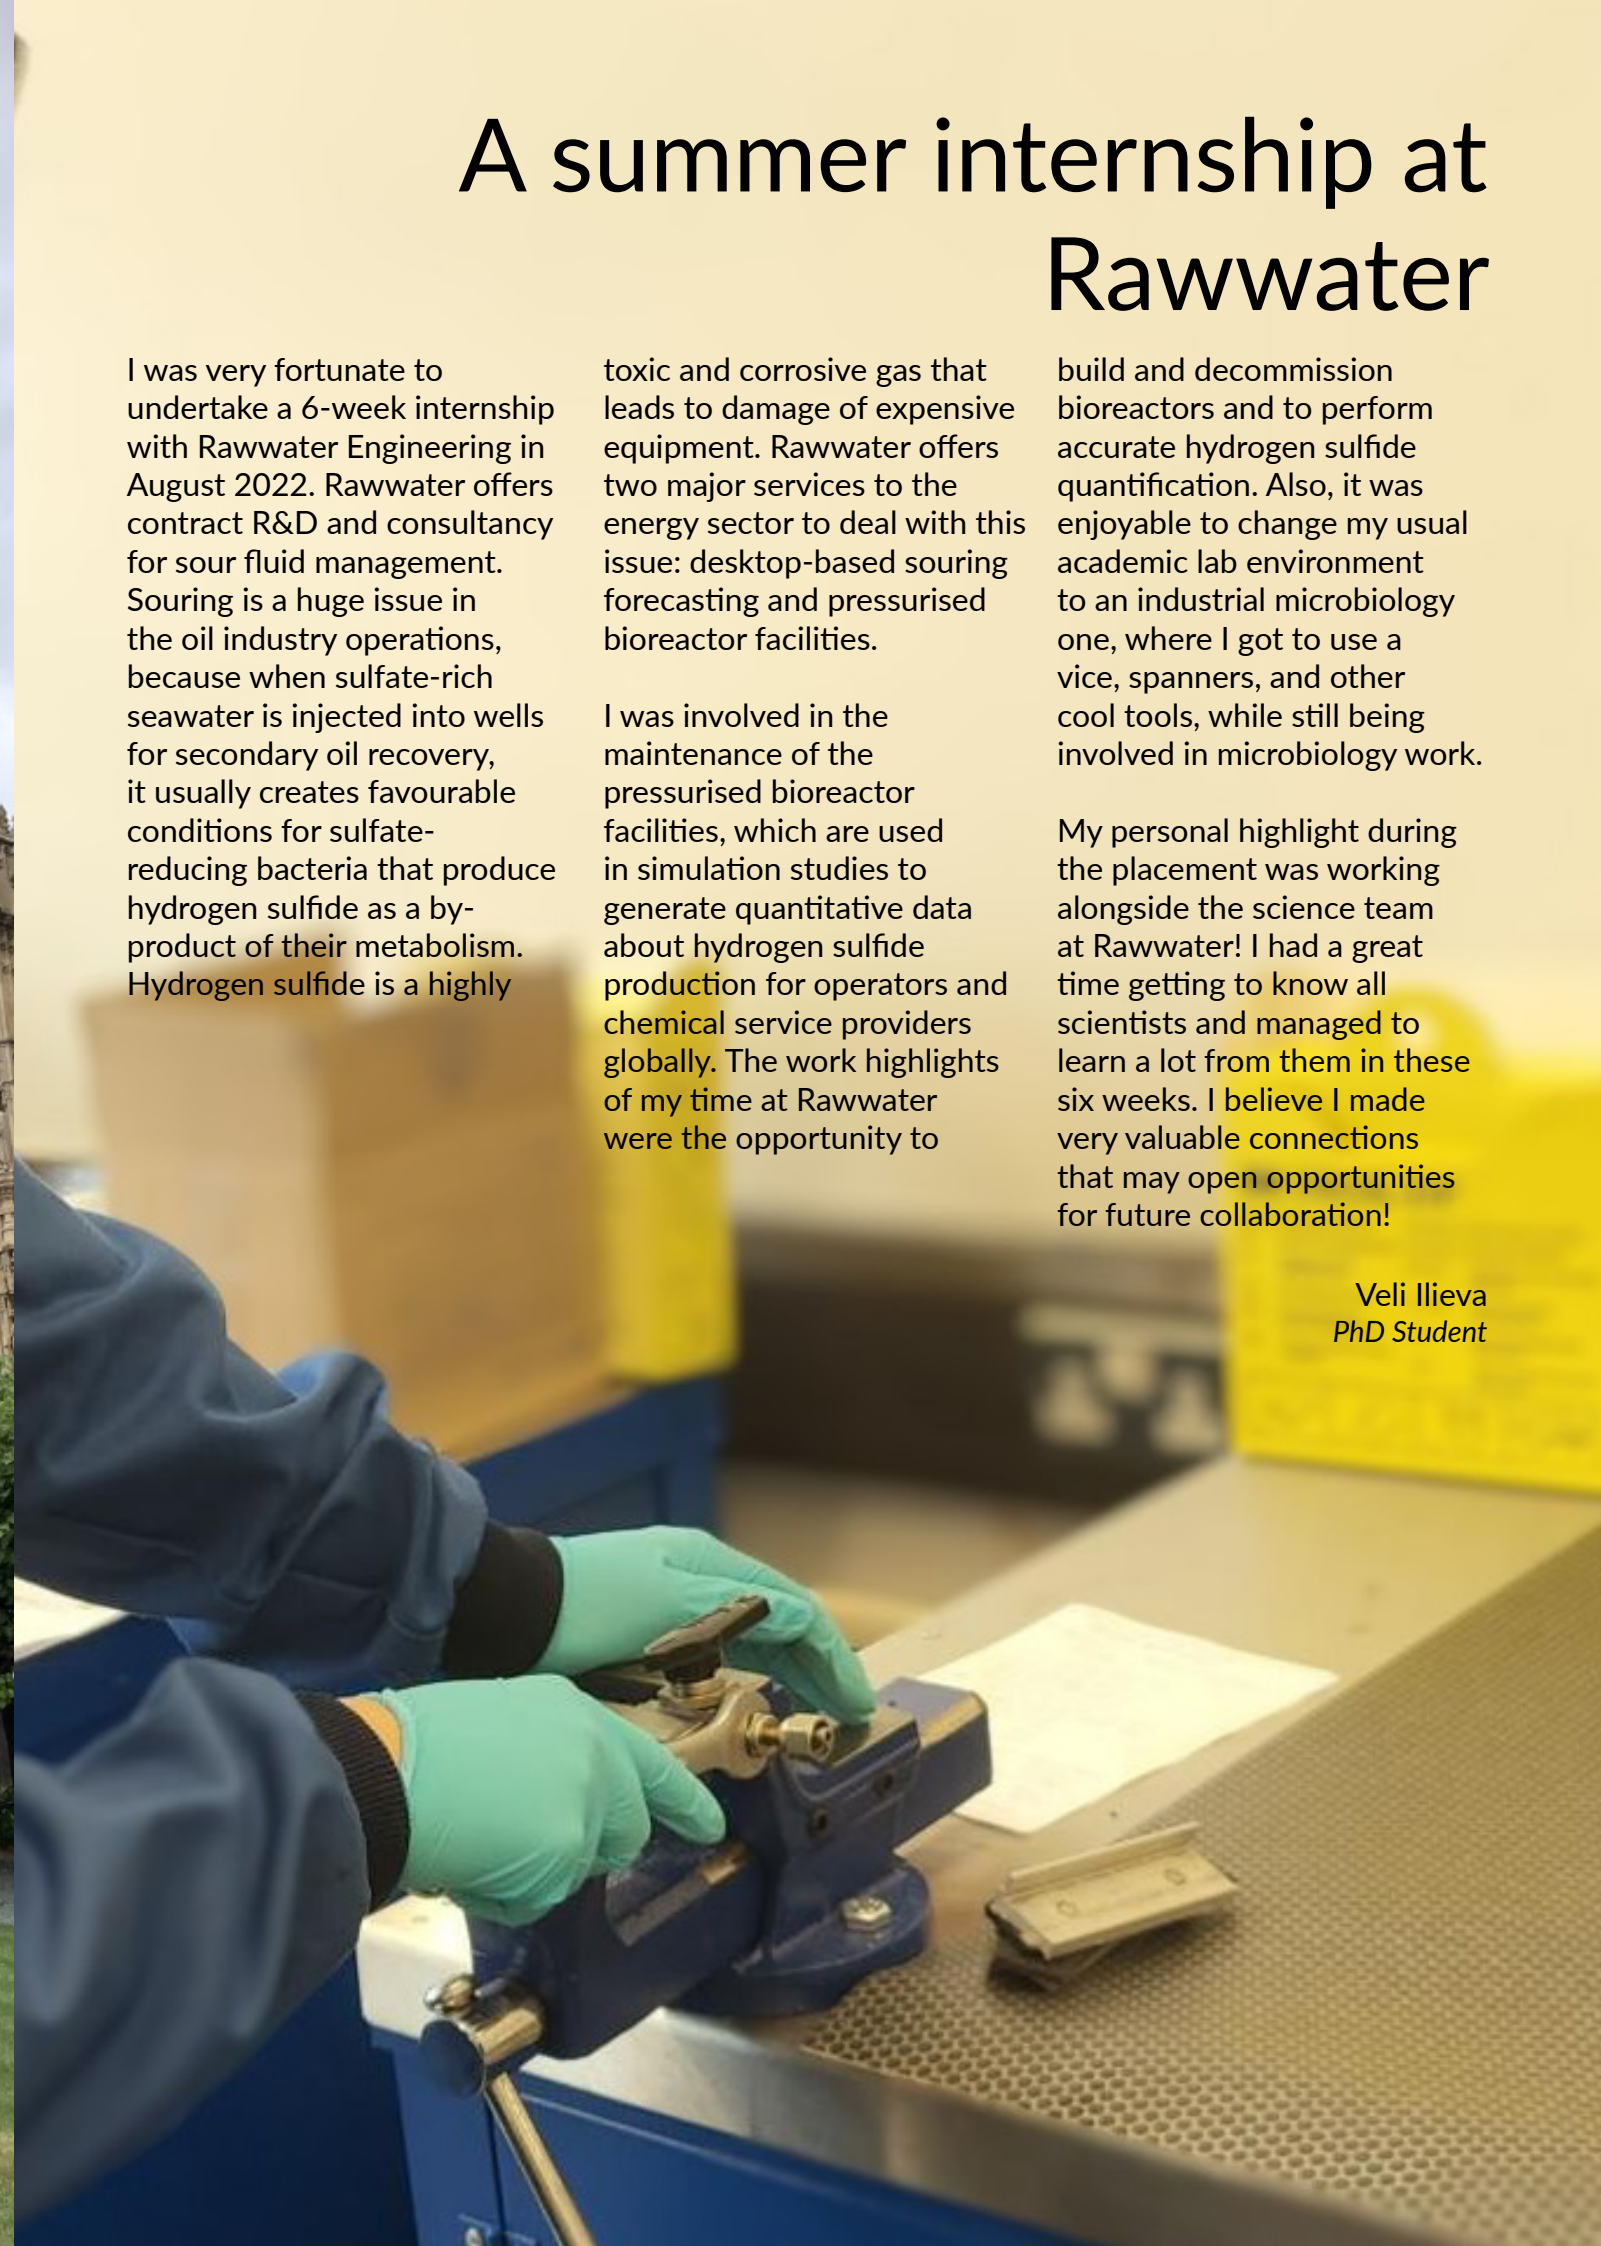 A summer internship at
Rawwater
I was very fortunate to
undertake a 6-week internship
with Rawwater Engineering in
August 2022. Rawwater offers
contract R&D and consultancy
for sour fluid management.
Souring is a huge issue in
the oil industry operations,
because when sulfate-rich
seawater is injected into wells
for secondary oil recovery,
it usually creates favourable
conditions for sulfate-
reducing bacteria that produce
hydrogen sulfide as a by-
product of their metabolism.
Hydrogen sulfide is a highly
toxic and corrosive gas that
leads to damage of expensive
equipment. Rawwater offers
two major services to the
energy sector to deal with this
issue: desktop-based souring
forecasting and pressurised
bioreactor facilities.
I was involved in the
maintenance of the
pressurised bioreactor
facilities, which are used
in simulation studies to
generate quantitative data
about hydrogen sulfide
production for operators and
chemical service providers
globally. The work highlights
of my time at Rawwater
were the opportunity to
build and decommission
bioreactors and to perform
accurate hydrogen sulfide
quantification. Also, it was
enjoyable to change my usual
academic lab environment
to an industrial microbiology
one, where I got to use a
vice, spanners, and other
cool tools, while still being
involved in microbiology work.
My personal highlight during
the placement was working
alongside the science team
at Rawwater! I had a great
time getting to know all
scientists and managed to
learn a lot from them in these
six weeks. I believe I made
very valuable connections
that may open opportunities
for future collaboration!
Veli Ilieva
PhD Student